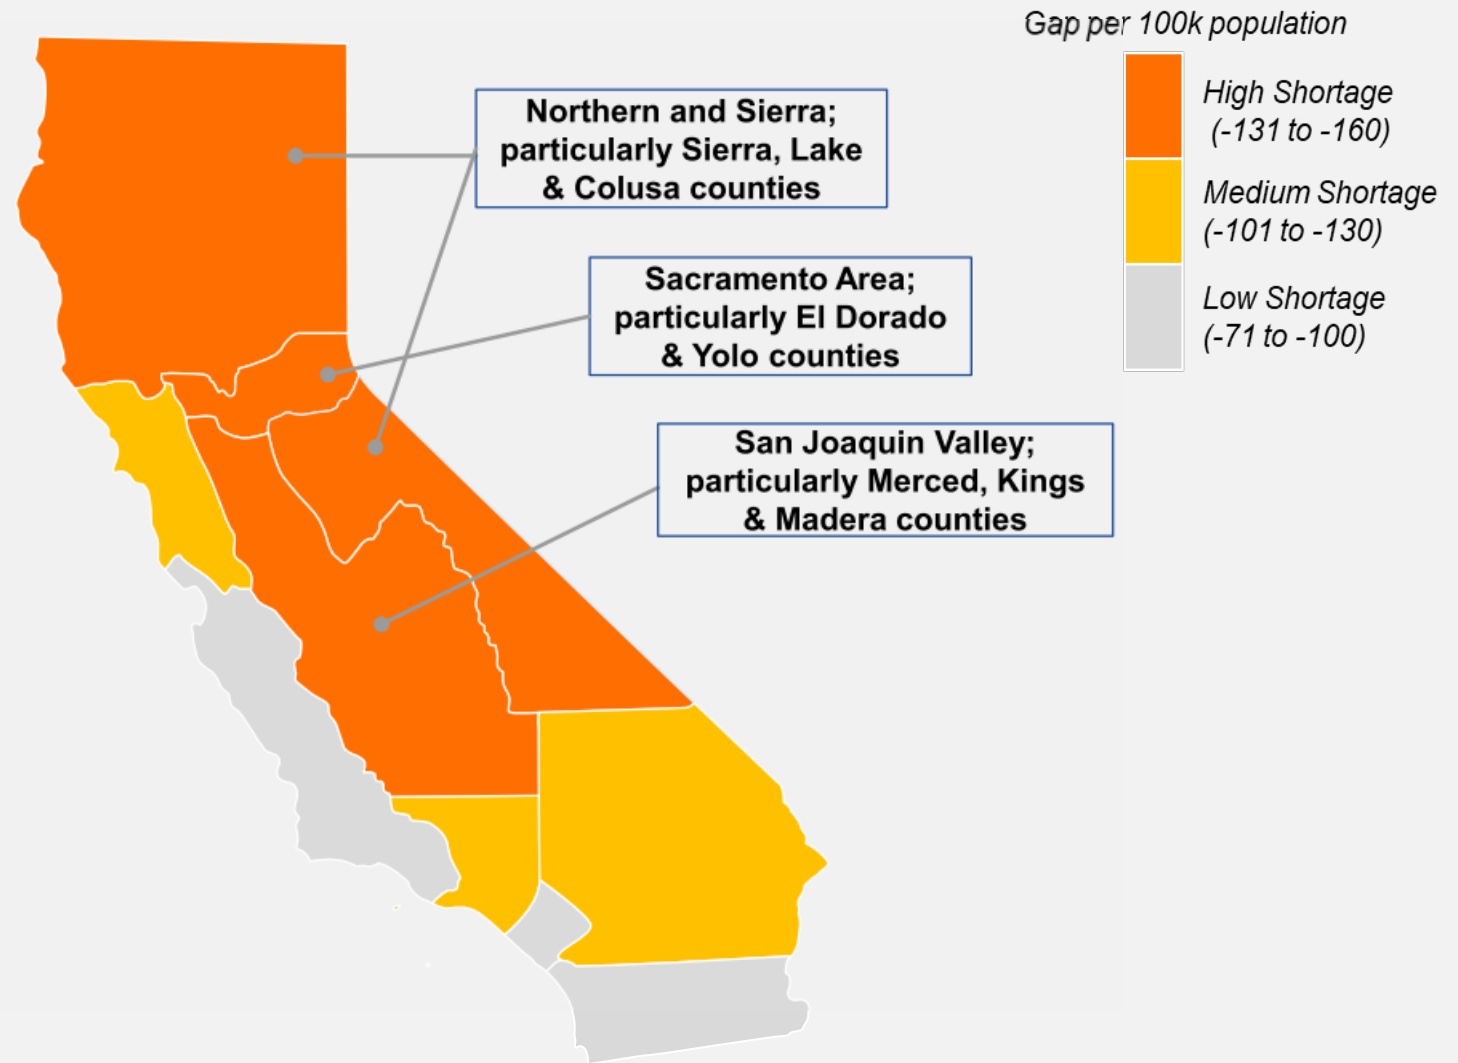 Gap per 100k population
High Shortage
(-131 to -160)
Medium Shortage
(-101 to -130)
Low Shortage
(-71 to -100)
Northern and Sierra;
particularly Sierra, Lake
& Colusa counties
Sacramento Area;
particularly El Dorado
& Yolo counties
San Joaquin Valley;
particularly Merced, Kings
& Madera counties